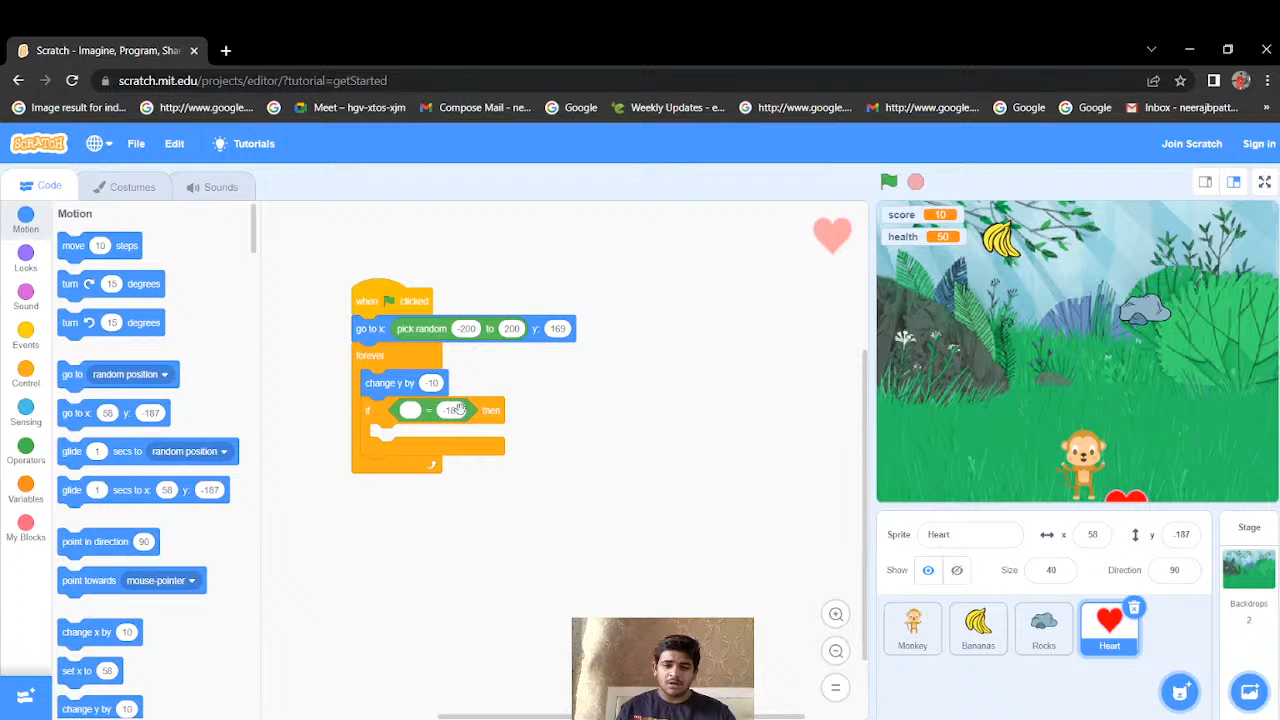 Scratch - Imagine, Program, Sha
scratch.mit.edu/projects/editor/?tutorial=getStarted
Image result for ind... http://www.google.... Meet – hgv-xtos-xjm Compose Mail - ne... Google Weekly Updates - e... http://www.google.... http://www.google.... Google Google Inbox - neerajbpatt... »
SCRATCH File Edit Tutorials Join Scratch Sign in
Code Costumes Sounds
Motion
Looks
Sound
Events
Control
Sensing
Operators
Variables
My Blocks
Motion
move 10 steps
turn 15 degrees
turn 15 degrees
go to random position
go to x: 58 y: -187
glide 1 secs to random position
glide 1 secs to x: 58 y: -187
point in direction 90
point towards mouse-pointer
change x by 10
set x to 58
change y by 10
when clicked
go to x: pick random -200 to 200 y: 169
forever
change y by -10
if = then
score 10
health 50
Sprite Heart x 58 y -187
Show Size 40 Direction 90
Monkey Bananas Rocks Heart
Stage
Backdrops
2